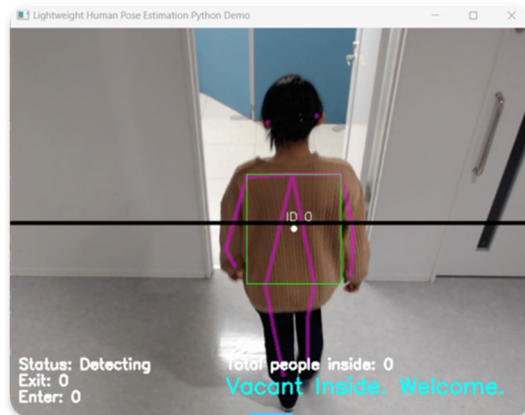 Lightweight Human Pose Estimation Python Demo
ID 0
Status: Detecting
Exit: 0
Enter: 0
Total people inside: 0
Vacant Inside. Welcome.